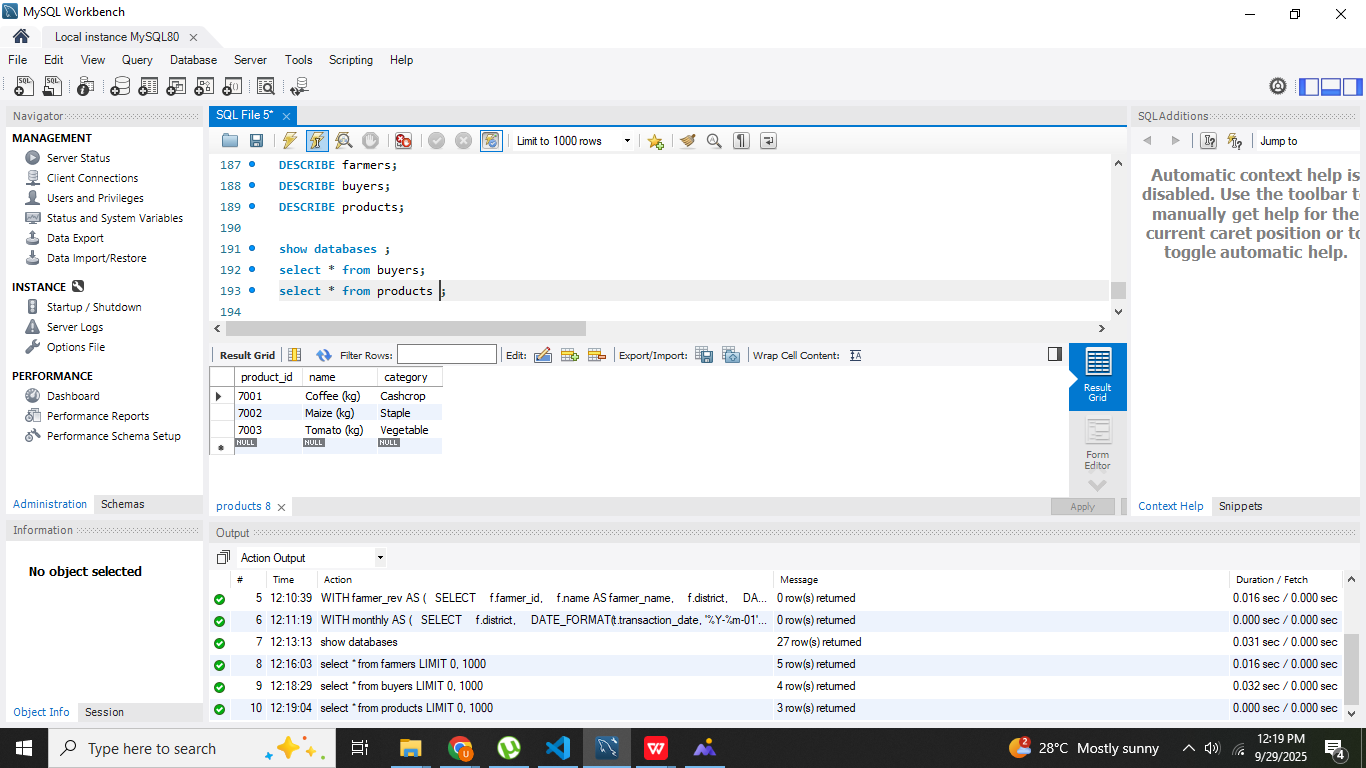 MySQL Workbench
Local instance MySQL80
File Edit View Query Database Server Tools Scripting Help
Navigator
MANAGEMENT
Server Status
Client Connections
Users and Privileges
Status and System Variables
Data Export
Data Import/Restore
INSTANCE
Startup / Shutdown
Server Logs
Options File
PERFORMANCE
Dashboard
Performance Reports
Performance Schema Setup
Administration Schemas
Information
No object selected
Object Info Session
SQL File 5*
Limit to 1000 rows
187 DESCRIBE farmers;
188 DESCRIBE buyers;
189 DESCRIBE products;
190
191 show databases ;
192 select * from buyers;
193 select * from products ;
194
Result Grid Filter Rows: Edit: Export/Import: Wrap Cell Content:
product_id name category
7001 Coffee (kg) Cashcrop
7002 Maize (kg) Staple
7003 Tomato (kg) Vegetable
NULL NULL NULL
Result Grid
Form Editor
products 8
Apply
SQLAdditions
Jump to
Automatic context help is
disabled. Use the toolbar t
manually get help for the
current caret position or to
toggle automatic help.
Context Help Snippets
Output
Action Output
# Time Action Message Duration / Fetch
5 12:10:39 WITH farmer_rev AS ( SELECT f.farmer_id, f.name AS farmer_name, f.district, DA... 0 row(s) returned 0.016 sec / 0.000 sec
6 12:11:19 WITH monthly AS ( SELECT f.district, DATE_FORMAT(t.transaction_date, '%Y-%m-01'... 0 row(s) returned 0.000 sec / 0.000 sec
7 12:13:13 show databases 27 row(s) returned 0.031 sec / 0.000 sec
8 12:16:03 select * from farmers LIMIT 0, 1000 5 row(s) returned 0.016 sec / 0.000 sec
9 12:18:29 select * from buyers LIMIT 0, 1000 4 row(s) returned 0.032 sec / 0.000 sec
10 12:19:04 select * from products LIMIT 0, 1000 3 row(s) returned 0.000 sec / 0.000 sec
Type here to search
2
28°C Mostly sunny
12:19 PM
9/29/2025
4